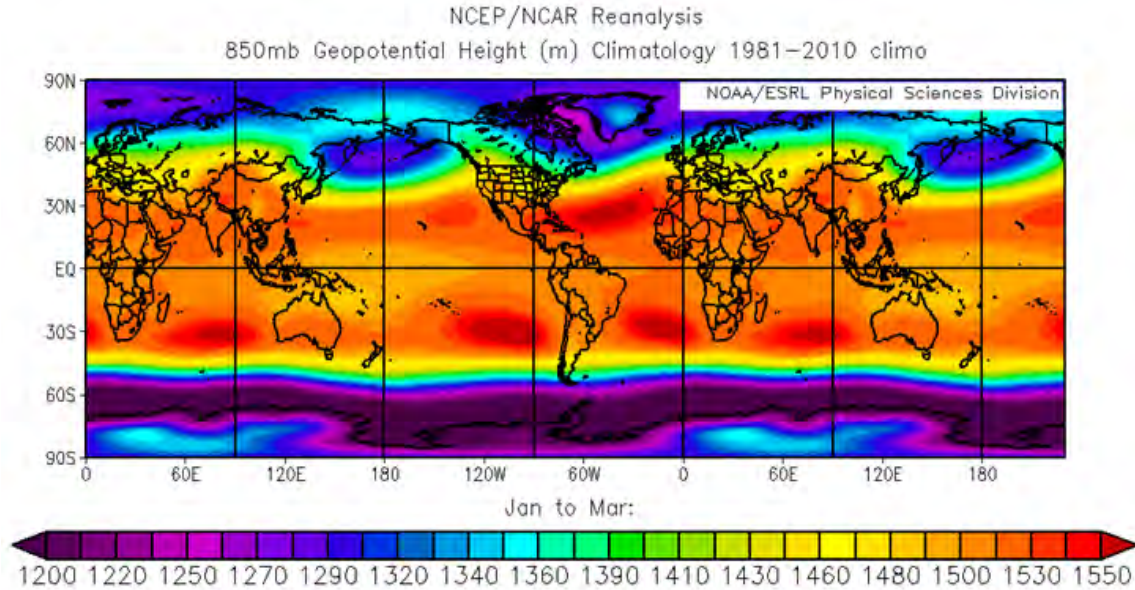 NCEP/NCAR Reanalysis
850mb Geopotential Height (m) Climatology 1981-2010 climo
NOAA/ESRL Physical Sciences Division
90N
60N
30N
EQ
30S
60S
90S
0 60E 120E 180 120W 60W 0 60E 120E 180
Jan to Mar:
1200 1220 1250 1270 1290 1320 1340 1360 1390 1410 1430 1460 1480 1500 1530 1550